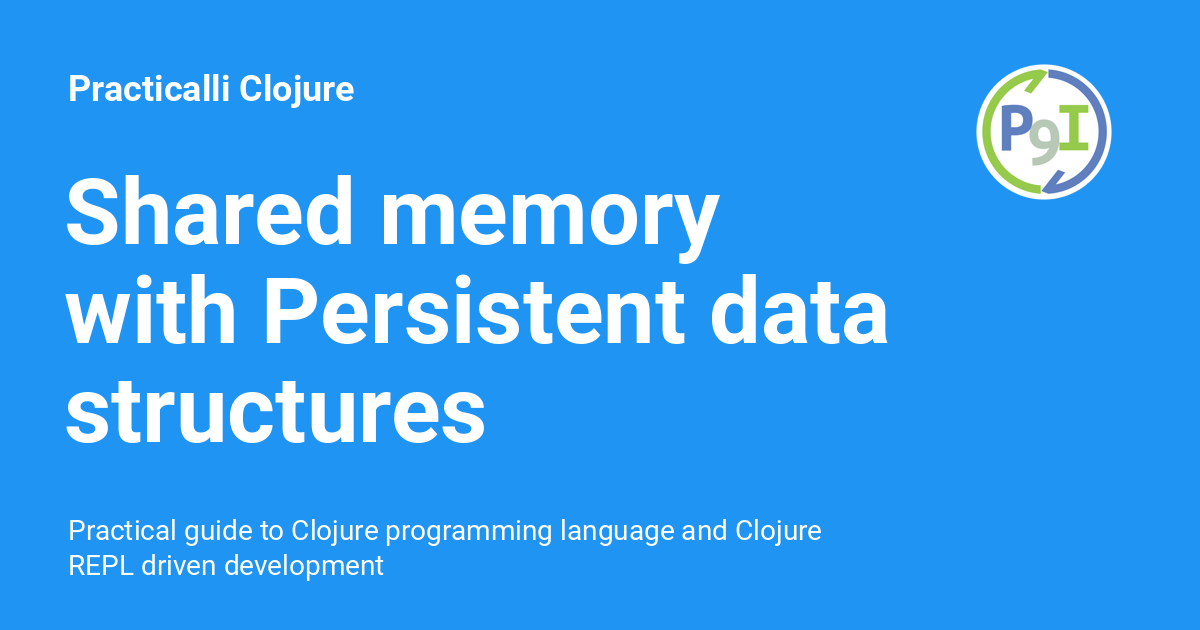 Practicalli Clojure
P9I
Shared memory
with Persistent data
structures
Practical guide to Clojure programming language and Clojure
REPL driven development